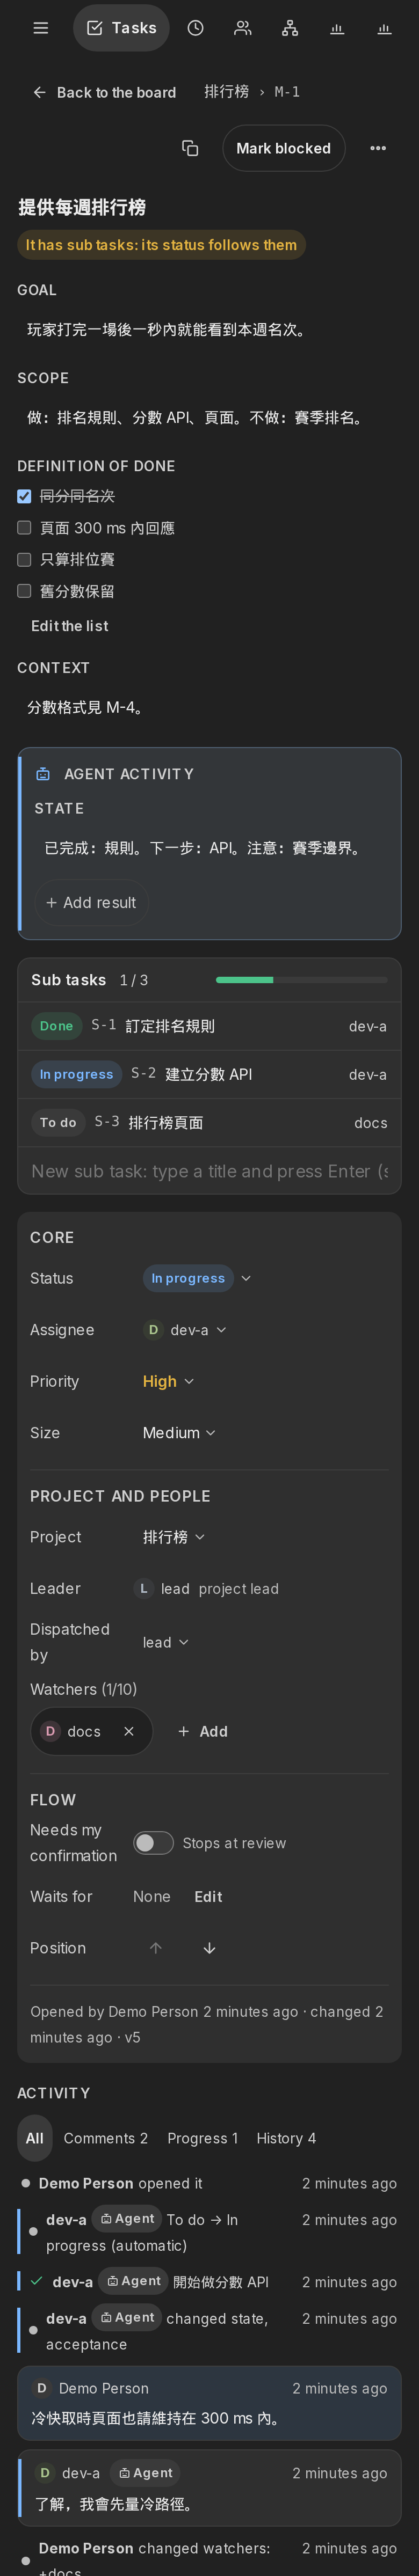 Tasks
Back to the board 排行榜 › M-1
Mark blocked
提供每週排行榜
It has sub tasks: its status follows them
GOAL
玩家打完一場後一秒內就能看到本週名次。
SCOPE
做：排名規則、分數 API、頁面。不做：賽季排名。
DEFINITION OF DONE
同分同名次
頁面 300 ms 內回應
只算排位賽
舊分數保留
Edit the list
CONTEXT
分數格式見 M-4。
AGENT ACTIVITY
STATE
已完成：規則。下一步：API。注意：賽季邊界。
+ Add result
Sub tasks 1 / 3
Done S-1 訂定排名規則 dev-a
In progress S-2 建立分數 API dev-a
To do S-3 排行榜頁面 docs
New sub task: type a title and press Enter (s
CORE
Status In progress
Assignee D dev-a
Priority High
Size Medium
PROJECT AND PEOPLE
Project 排行榜
Leader L lead project lead
Dispatched
by lead
Watchers (1/10)
D docs × + Add
FLOW
Needs my
confirmation Stops at review
Waits for None Edit
Position ↑ ↓
Opened by Demo Person 2 minutes ago · changed 2
minutes ago · v5
ACTIVITY
All Comments 2 Progress 1 History 4
Demo Person opened it 2 minutes ago
dev-a Agent To do → In 2 minutes ago
progress (automatic)
dev-a Agent 開始做分數 API 2 minutes ago
dev-a Agent changed state, 2 minutes ago
acceptance
D Demo Person 2 minutes ago
冷快取時頁面也請維持在 300 ms 內。
D dev-a Agent 2 minutes ago
了解，我會先量冷路徑。
Demo Person changed watchers: 2 minutes ago
+docs